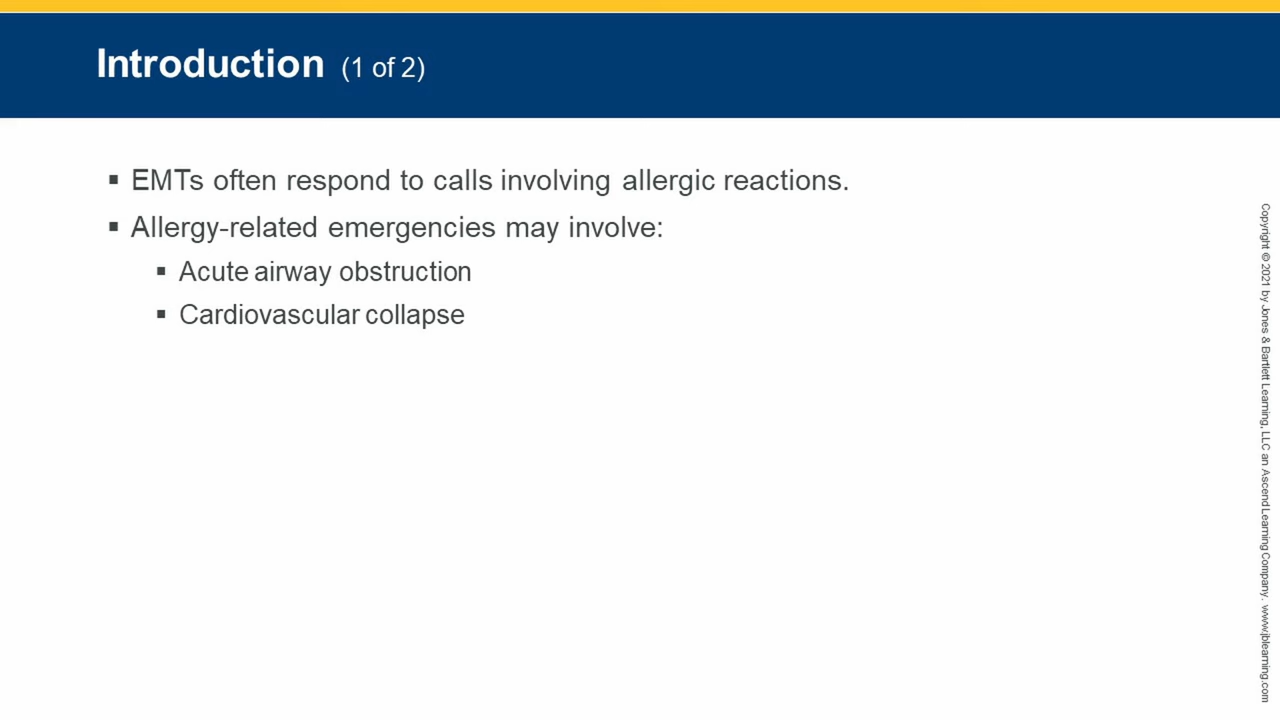 Introduction (1 of 2)
▪ EMTs often respond to calls involving allergic reactions.
▪ Allergy-related emergencies may involve:
▪ Acute airway obstruction
▪ Cardiovascular collapse
Copyright © 2021 by Jones & Bartlett Learning, LLC an Ascend Learning Company. www.jblearning.com